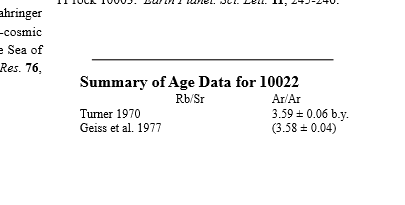 ahringer
-cosmic
e Sea of
Res. 76,
11 rock 10003. Earth Planet. Sci. Lett. 11, 245-246.
Summary of Age Data for 10022
Rb/Sr Ar/Ar
Turner 1970 3.59 ± 0.06 b.y.
Geiss et al. 1977 (3.58 ± 0.04)